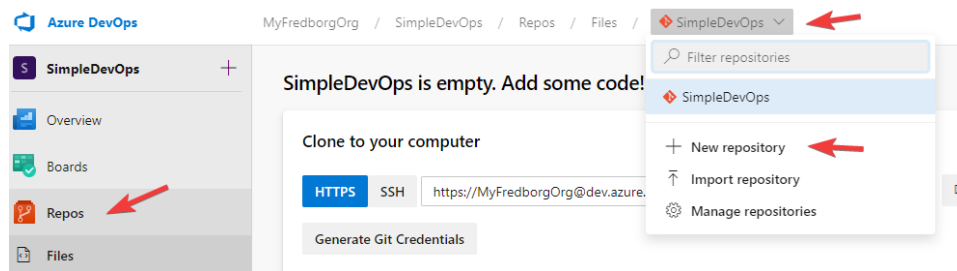 Azure DevOps
MyFredborgOrg / SimpleDevOps / Repos / Files / SimpleDevOps
S SimpleDevOps +
Overview
Boards
Repos
Files
SimpleDevOps is empty. Add some code!
Clone to your computer
HTTPS SSH https://MyFredborgOrg@dev.azure.
Generate Git Credentials
Filter repositories
SimpleDevOps
New repository
Import repository
Manage repositories